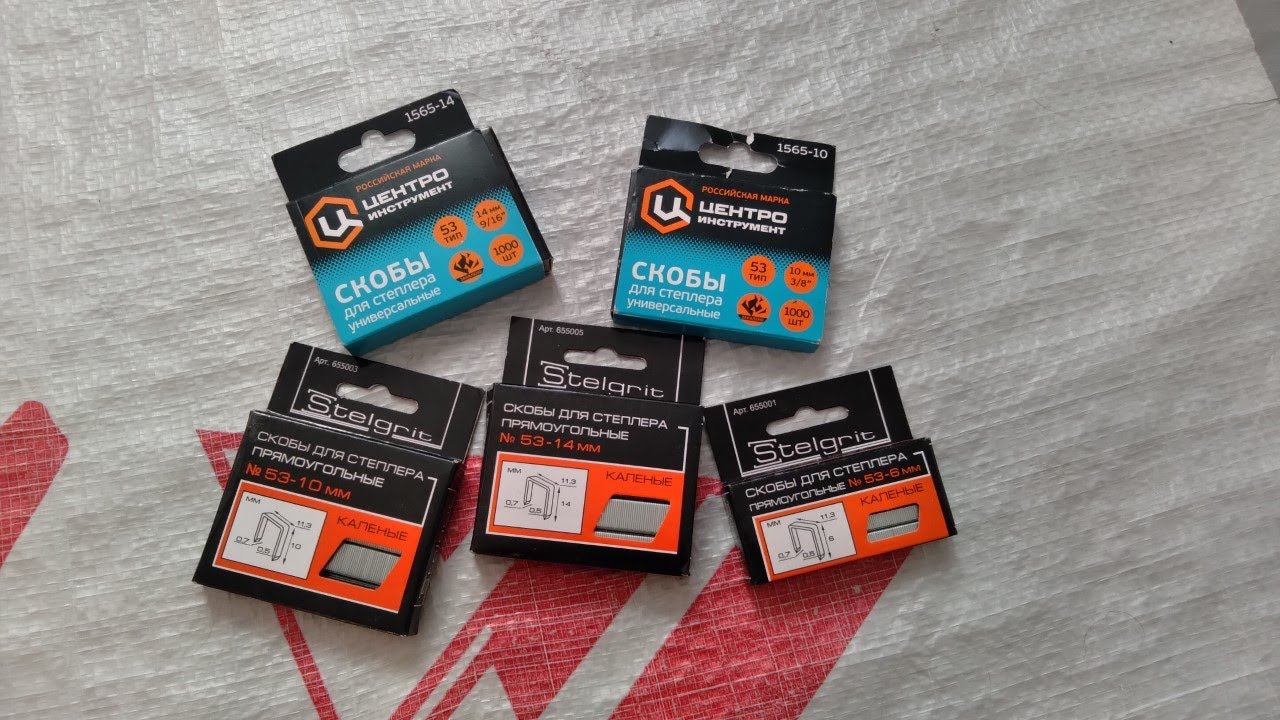 1565-14
РОССИЙСКАЯ МАРКА
Ц ЦЕНТРО
ИНСТРУМЕНТ
53
ТИП
14 мм
9/16"
СКОБЫ
для степлера
универсальные
1000
ШТ
1565-10
РОССИЙСКАЯ МАРКА
Ц ЦЕНТРО
ИНСТРУМЕНТ
53
ТИП
10 мм
3/8"
СКОБЫ
для степлера
универсальные
1000
ШТ
Арт. 655003
Stelgrit
СКОБЫ ДЛЯ СТЕПЛЕРА
ПРЯМОУГОЛЬНЫЕ
№ 53-10 мм
КАЛЕНЫЕ
мм
11,3
10
0,7
0,5
Арт. 655005
Stelgrit
СКОБЫ ДЛЯ СТЕПЛЕРА
ПРЯМОУГОЛЬНЫЕ
№ 53-14 мм
КАЛЕНЫЕ
мм
11,3
14
0,7
0,5
Арт. 655001
Stelgrit
СКОБЫ ДЛЯ СТЕПЛЕРА
ПРЯМОУГОЛЬНЫЕ № 53-6 мм
КАЛЕНЫЕ
мм
11,3
6
0,7
0,5